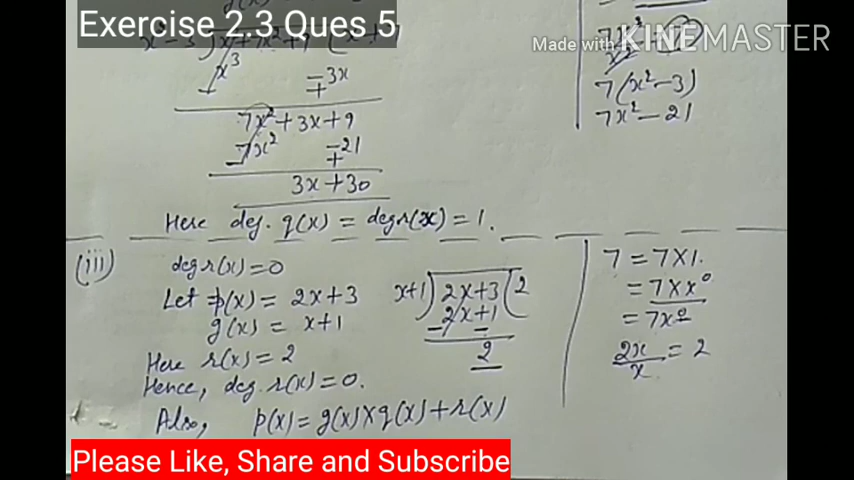 Exercise 2.3 Ques 5
Made with KINEMASTER
x³
-3x
+
7x²+3x+9
7x² -21
- +
3x+30
Here deg. q(x) = deg r(x) = 1.
7(x²-3)
7x²-21
(iii) deg r(x)=0
Let p(x) = 2x+3
g(x) = x+1
Here r(x) = 2
Hence, deg. r(x)=0.
Also, p(x) = g(x)×q(x)+r(x)
x+1)2x+3(2
2x+1
- -
2
7 = 7×1.
= 7×x⁰
= 7x⁰
2x/x = 2
Please Like, Share and Subscribe